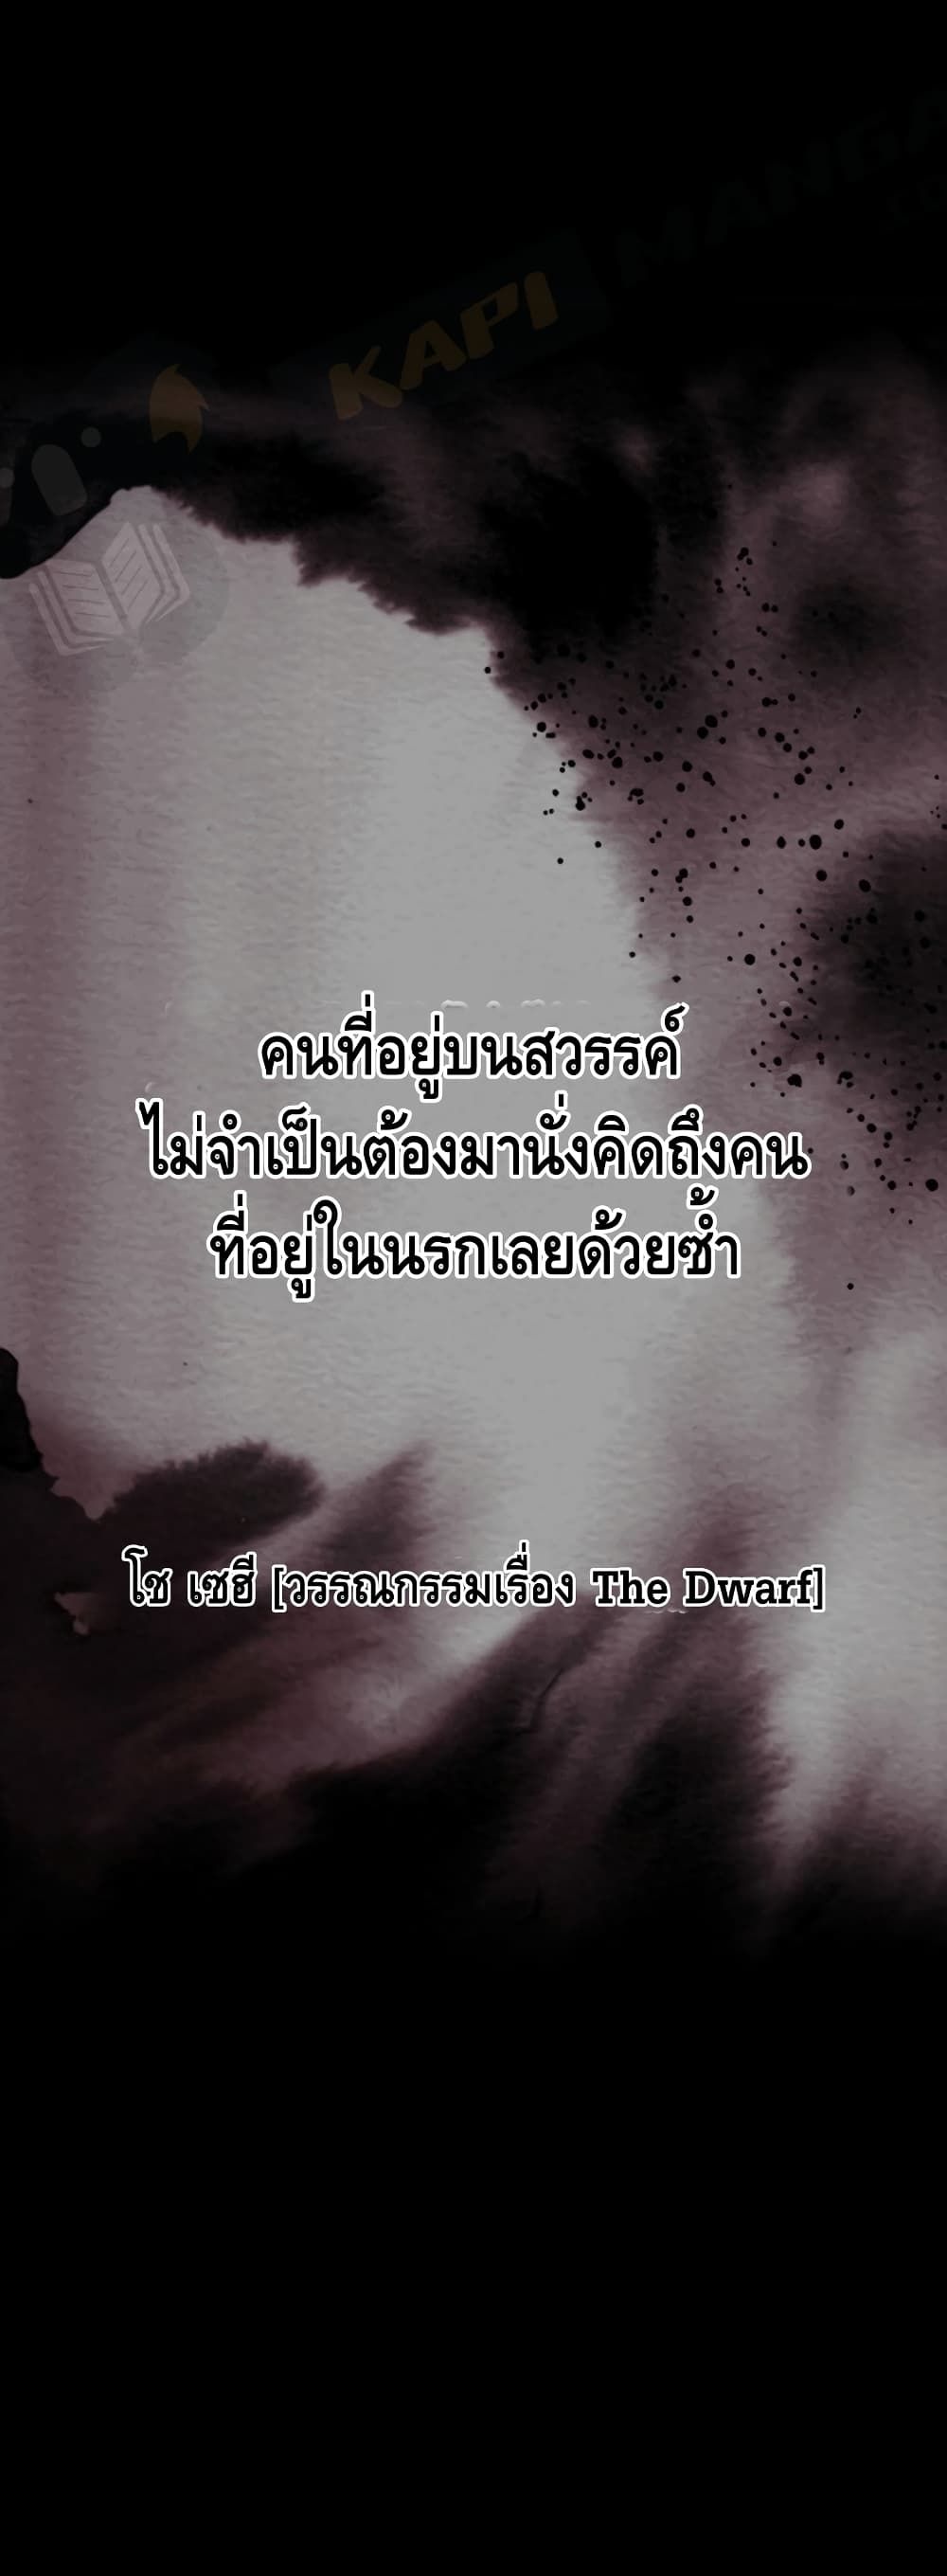 KAPI MANGA
คนที่อยู่บนสวรรค์
ไม่จำเป็นต้องมานั่งคิดถึงคน
ที่อยู่ในนรกเลยด้วยซ้ำ
โช เซฮี [วรรณกรรมเรื่อง The Dwarf]